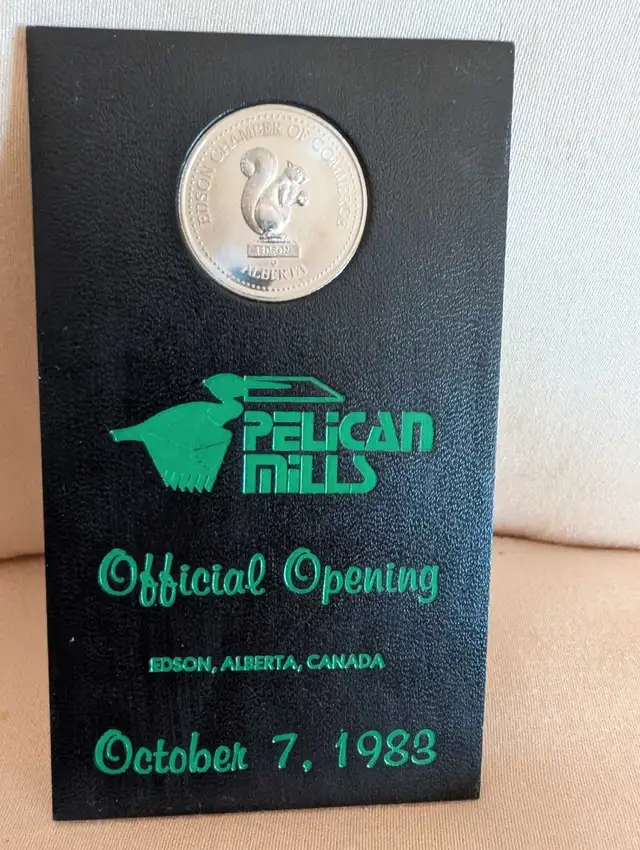 EDSON CHAMBER OF COMMERCE
EDSON
ALBERTA
PELICAN
MILLS
Official Opening
EDSON, ALBERTA, CANADA
October 7, 1983